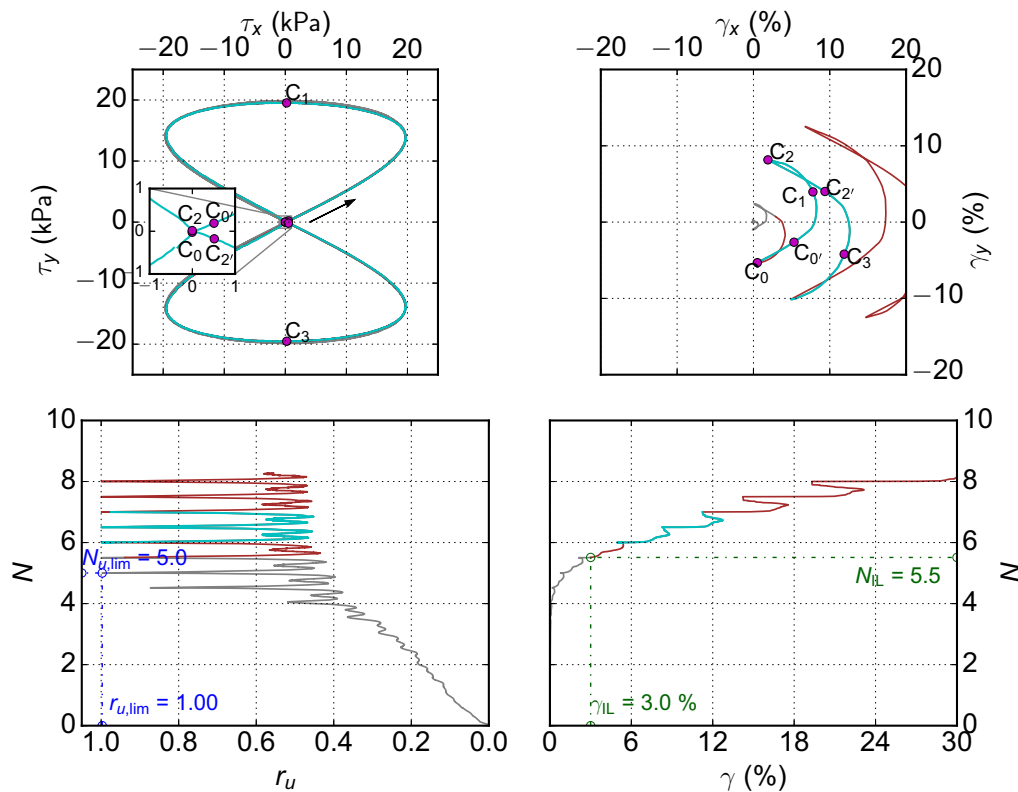 τx (kPa)
−20 −10 0 10 20
τy (kPa)
20
10
0
−10
−20
C1
C3
1
0
−1
−1 0 1
C2
C0′
C0
C2′
γx (%)
0 10 20
20
10
0
−10
−20
γy (%)
C2
C1
C2′
C0′
C0
C3
N
10
8
6
4
2
0
Nu,lim = 5.0
ru,lim = 1.00
1.0 0.8 0.6 0.4 0.2 0.0
ru
10
8
6
4
2
0
N
NIL = 5.5
γIL = 3.0 %
0 6 12 18 24 30
γ (%)